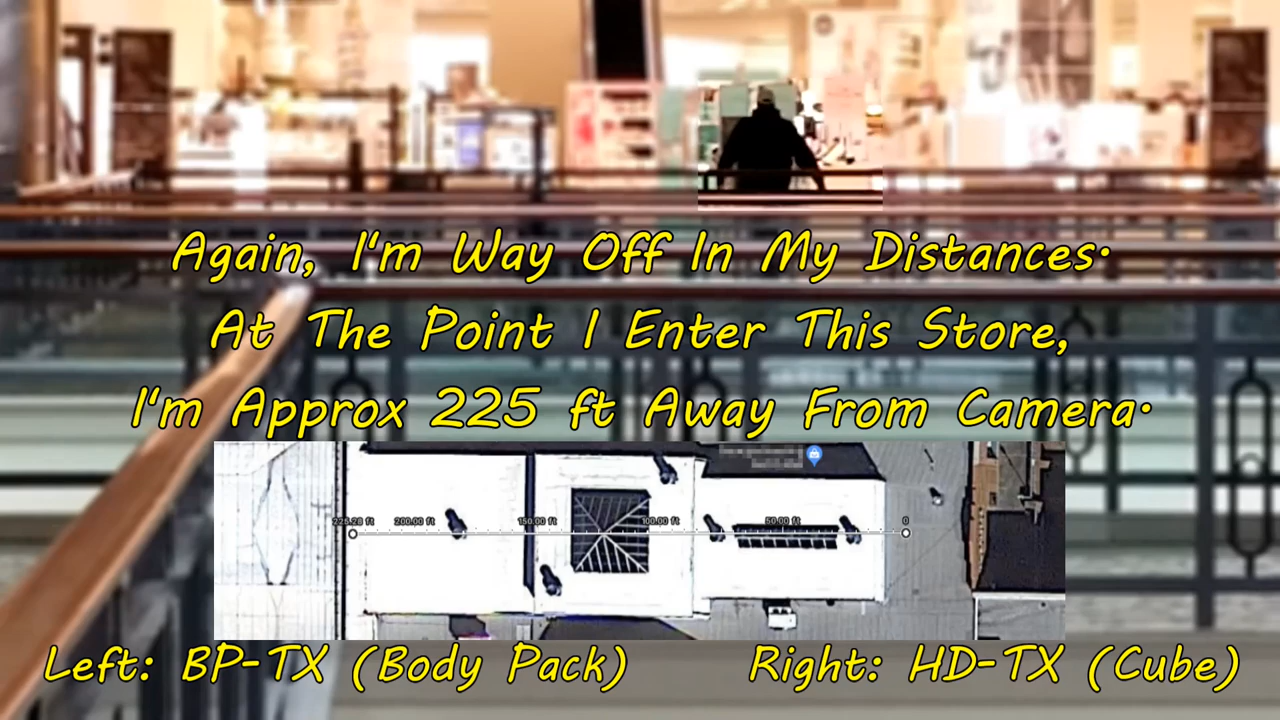 Again, I'm Way Off In My Distances.
At The Point I Enter This Store,
I'm Approx 225 ft Away From Camera.
225.28 ft 200.00 ft 150.00 ft 100.00 ft 50.00 ft 0
Left: BP-TX (Body Pack) Right: HD-TX (Cube)